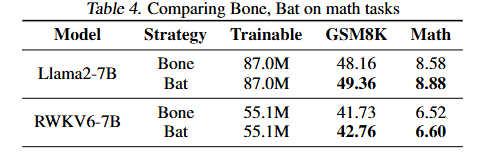 Table 4. Comparing Bone, Bat on math tasks
Model Strategy Trainable GSM8K Math
Llama2-7B Bone 87.0M 48.16 8.58
Bat 87.0M 49.36 8.88
RWKV6-7B Bone 55.1M 41.73 6.52
Bat 55.1M 42.76 6.60